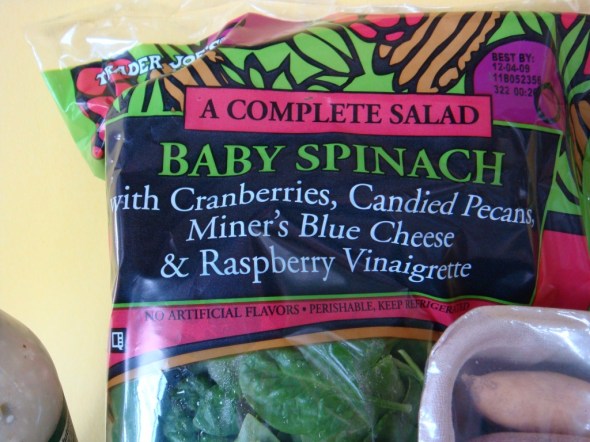 TRADER JOE'S
BEST BY:
12-04-09
A COMPLETE SALAD
BABY SPINACH
with Cranberries, Candied Pecans,
Miner's Blue Cheese
& Raspberry Vinaigrette
NO ARTIFICIAL FLAVORS • PERISHABLE, KEEP REFRIGERATED